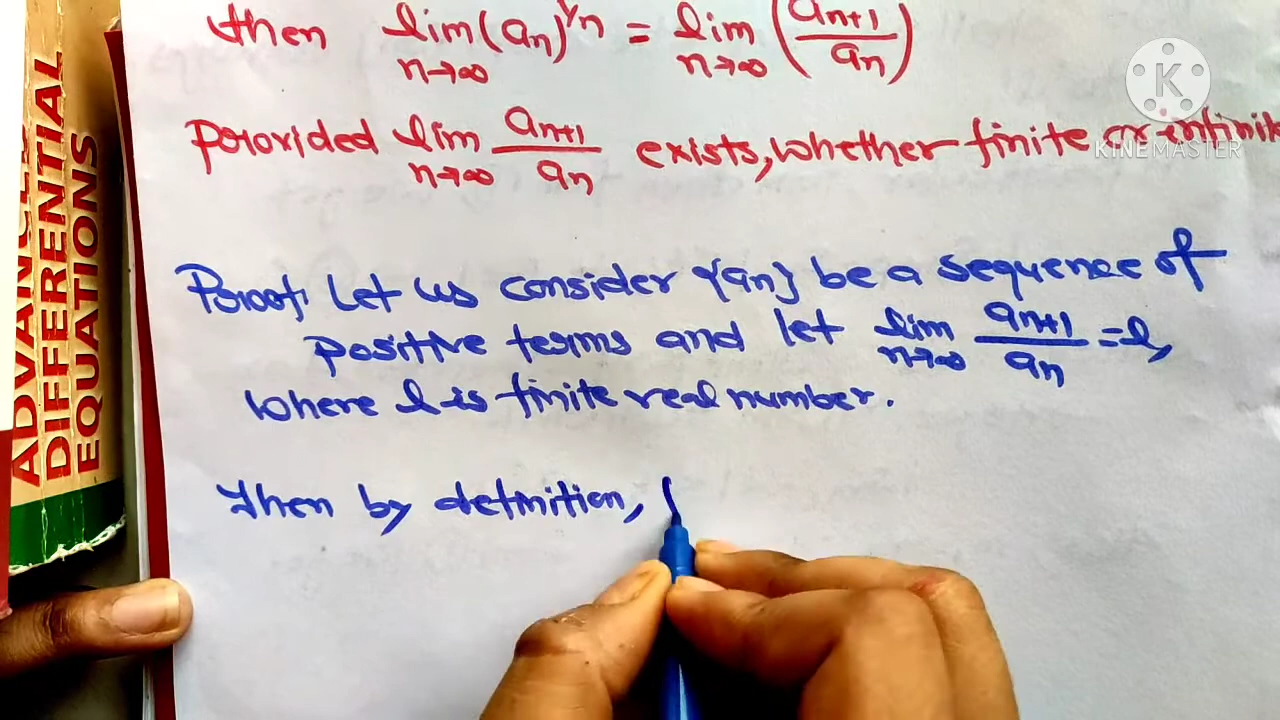 then lim n→∞ (an)^1/n = lim n→∞ (an+1/an)
Provided lim n→∞ an+1/an exists, whether finite or infinite
K
KINEMASTER
Proof: Let us consider {an} be a sequence of
positive terms and let lim n→∞ an+1/an = l,
where l is finite real number.
Then by definition,
DIFFERENTIAL
EQUATIONS